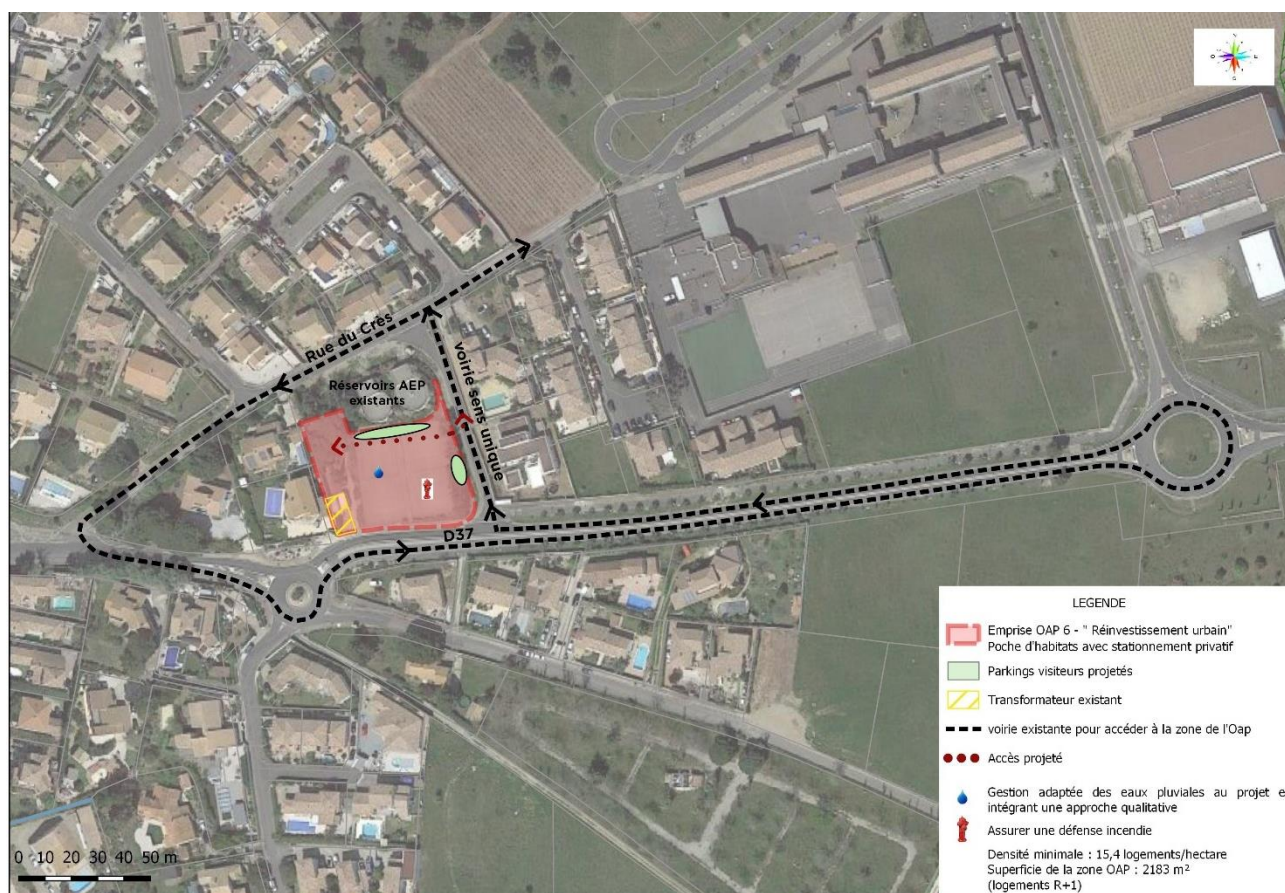 Rue du Crès
Réservoirs AEP
existants
voirie sens unique
D37
LEGENDE
Emprise OAP 6 - " Réinvestissement urbain"
Poche d'habitats avec stationnement privatif
Parkings visiteurs projetés
Transformateur existant
voirie existante pour accéder à la zone de l'Oap
Accès projeté
Gestion adaptée des eaux pluviales au projet e
intégrant une approche qualitative
Assurer une défense incendie
Densité minimale : 15,4 logements/hectare
Superficie de la zone OAP : 2183 m²
(logements R+1)
0 10 20 30 40 50 m